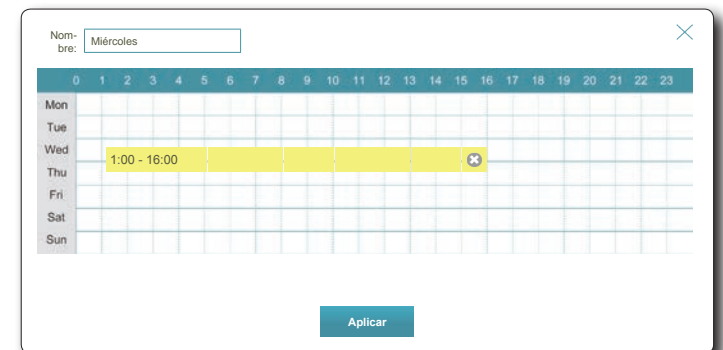 Nom-
bre:
Miércoles
0 1 2 3 4 5 6 7 8 9 10 11 12 13 14 15 16 17 18 19 20 21 22 23
Mon
Tue
Wed
1:00 - 16:00
Thu
Fri
Sat
Sun
Aplicar